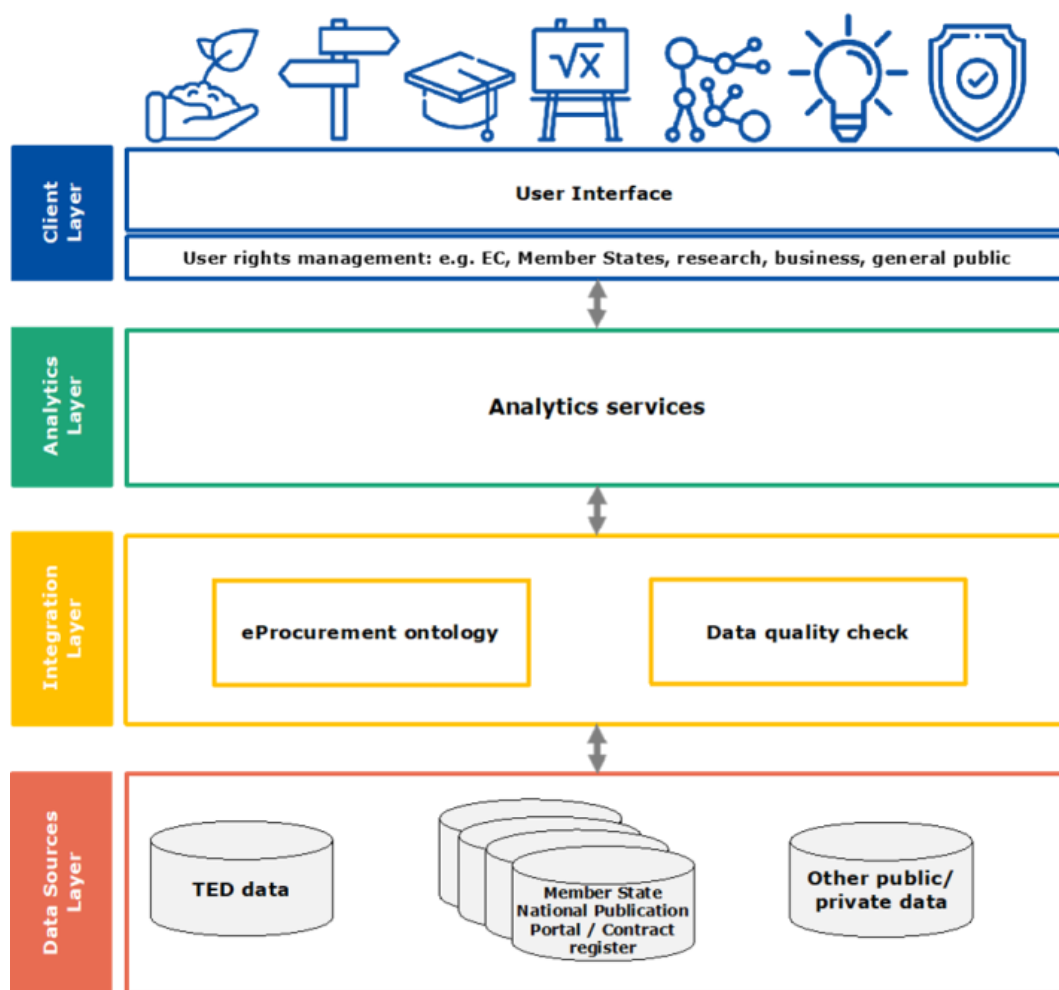 √x
Client
Layer
User Interface
User rights management: e.g. EC, Member States, research, business, general public
Analytics
Layer
Analytics services
Integration
Layer
eProcurement ontology
Data quality check
Data Sources
Layer
TED data
Member State
National Publication
Portal / Contract
register
Other public/
private data